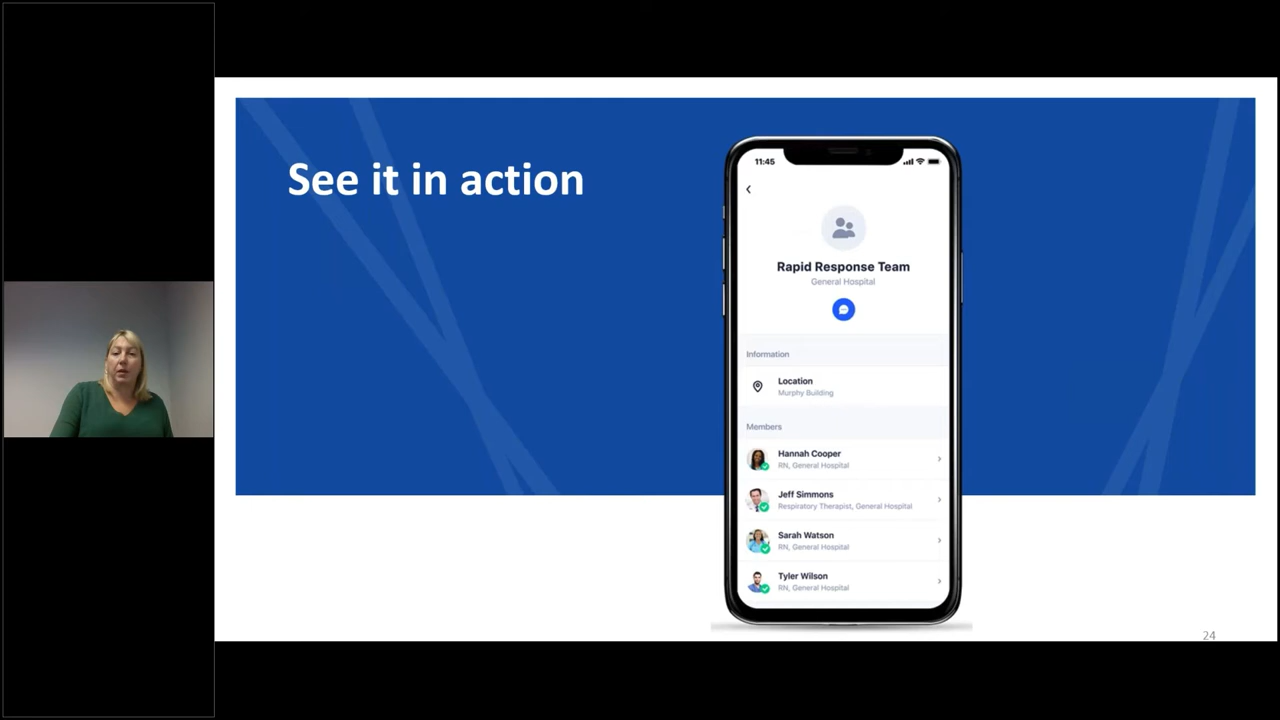 See it in action
11:45
Rapid Response Team
General Hospital
Information
Location
Murphy Building
Members
Hannah Cooper
RN, General Hospital
Jeff Simmons
Respiratory Therapist, General Hospital
Sarah Watson
RN, General Hospital
Tyler Wilson
RN, General Hospital
24